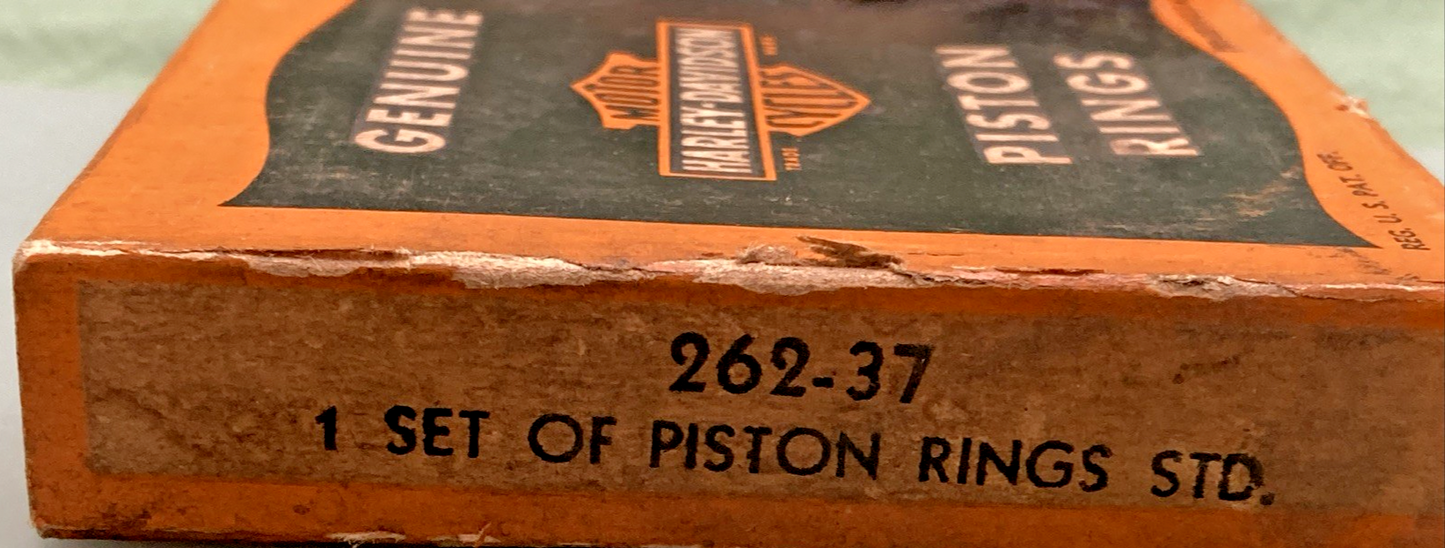 GENUINE
MOTOR
HARLEY-DAVIDSON
CYCLES
TRADE
MARK
PISTON
RINGS
REG. U.S. PAT. OFF.
262-37
1 SET OF PISTON RINGS STD.